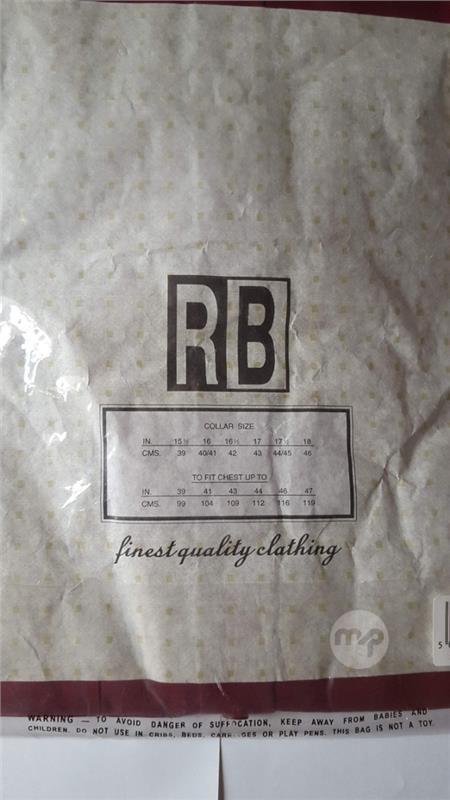 RB
COLLAR SIZE
IN. 15½ 16 16½ 17 17½ 18
CMS. 39 40/41 42 43 44/45 46
TO FIT CHEST UP TO
IN. 39 41 43 44 46 47
CMS. 99 104 109 112 116 119
finest quality clothing
mp
5
WARNING — TO AVOID DANGER OF SUFFOCATION, KEEP AWAY FROM BABIES AND
CHILDREN. DO NOT USE IN CRIBS, BEDS, CARRIAGES OR PLAY PENS. THIS BAG IS NOT A TOY.